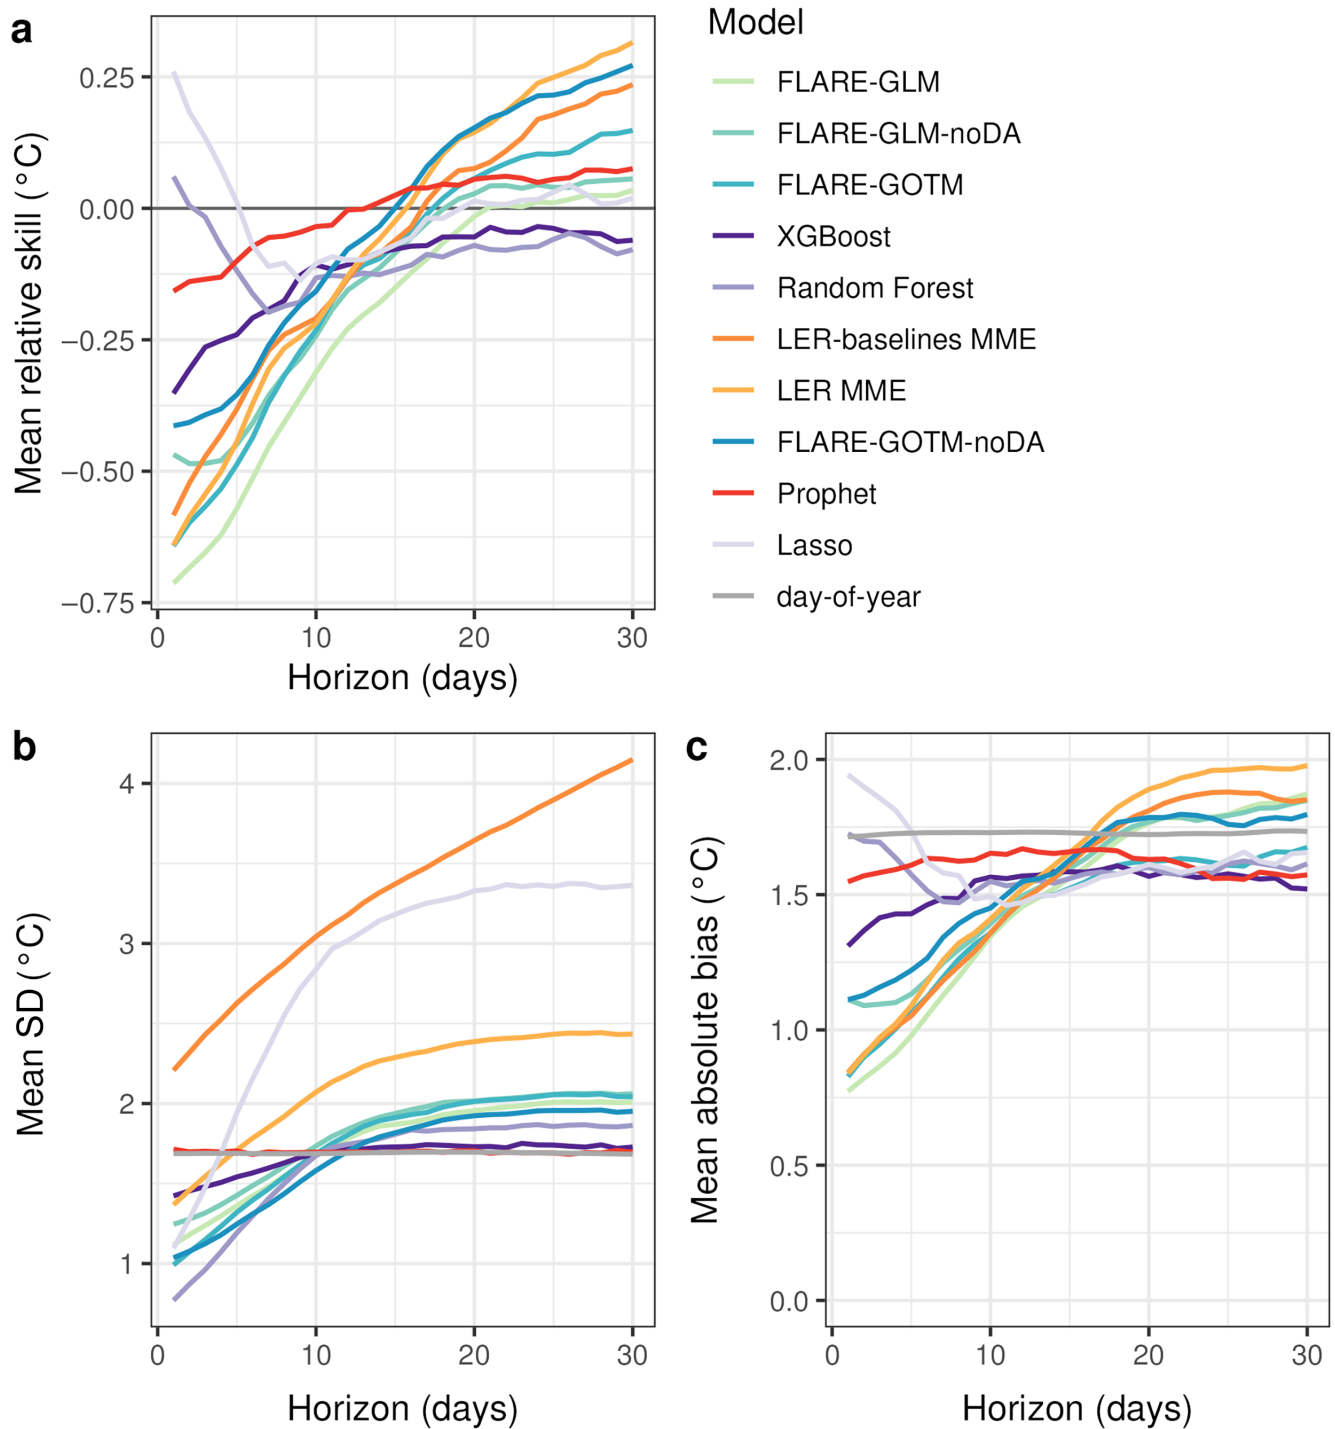 a
Mean relative skill (°C)
0.25
0.00
−0.25
−0.50
−0.75
0
10
20
30
Horizon (days)
Model
FLARE-GLM
FLARE-GLM-noDA
FLARE-GOTM
XGBoost
Random Forest
LER-baselines MME
LER MME
FLARE-GOTM-noDA
Prophet
Lasso
day-of-year
b
Mean SD (°C)
4
3
2
1
0
10
20
30
Horizon (days)
c
Mean absolute bias (°C)
2.0
1.5
1.0
0.5
0.0
0
10
20
30
Horizon (days)